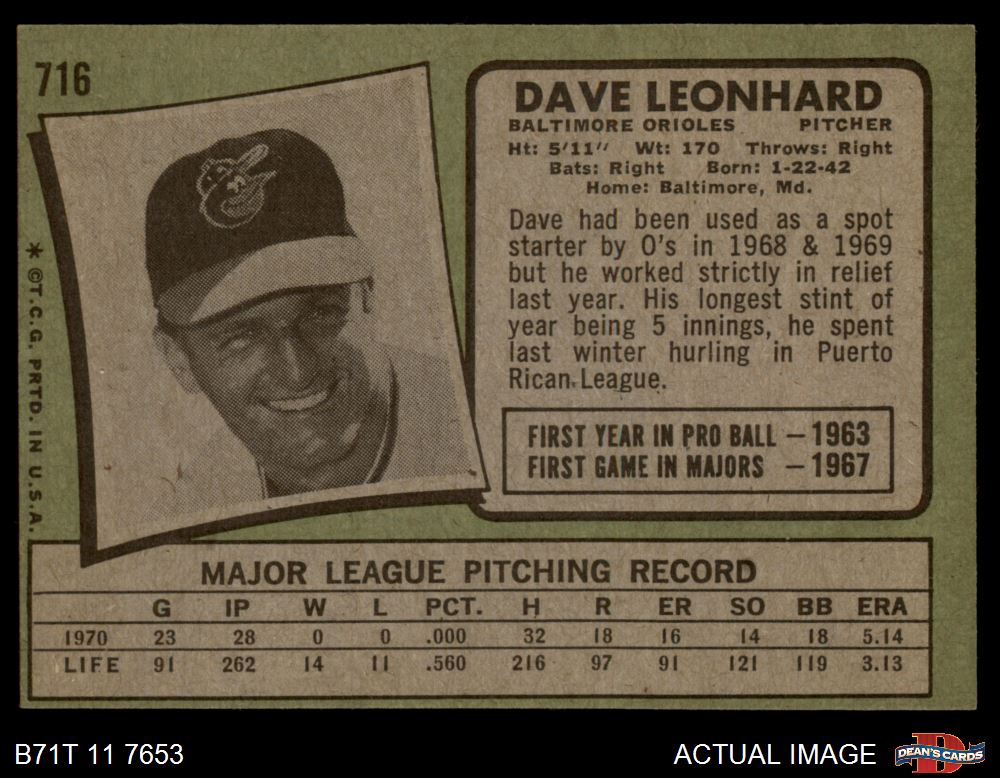 716
DAVE LEONHARD
BALTIMORE ORIOLES PITCHER
Ht: 5'11" Wt: 170 Throws: Right
Bats: Right Born: 1-22-42
Home: Baltimore, Md.
Dave had been used as a spot
starter by O's in 1968 & 1969
but he worked strictly in relief
last year. His longest stint of
year being 5 innings, he spent
last winter hurling in Puerto
Rican League.
FIRST YEAR IN PRO BALL – 1963
FIRST GAME IN MAJORS – 1967
* ©T.C.G. PRTD. IN U.S.A.
MAJOR LEAGUE PITCHING RECORD
G IP W L PCT. H R ER SO BB ERA
1970 23 28 0 0 .000 32 18 16 14 18 5.14
LIFE 91 262 14 11 .560 216 97 91 121 119 3.13
B71T 11 7653
ACTUAL IMAGE
D
DEAN'S CARDS